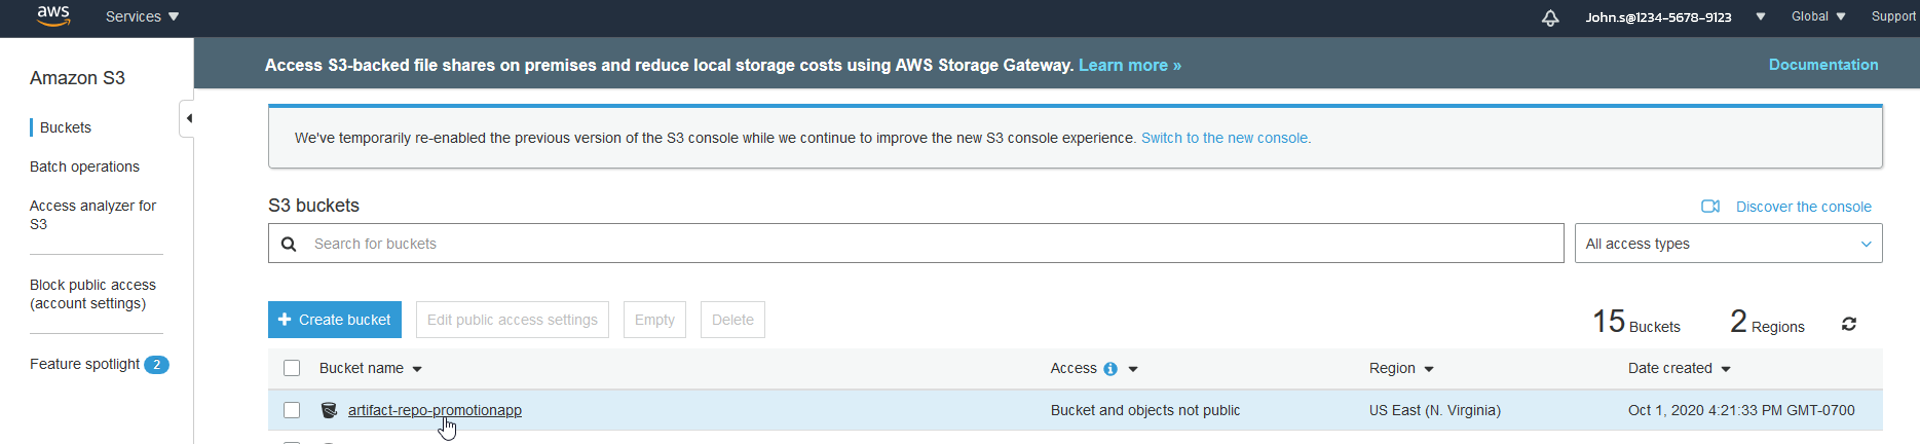 aws Services John.s@1234-5678-9123 Global Support
Amazon S3
Buckets
Batch operations
Access analyzer for
S3
Block public access
(account settings)
Feature spotlight 2
Access S3-backed file shares on premises and reduce local storage costs using AWS Storage Gateway. Learn more » Documentation
We've temporarily re-enabled the previous version of the S3 console while we continue to improve the new S3 console experience. Switch to the new console.
S3 buckets Discover the console
Search for buckets All access types
+ Create bucket Edit public access settings Empty Delete 15 Buckets 2 Regions
Bucket name Access Region Date created
artifact-repo-promotionapp Bucket and objects not public US East (N. Virginia) Oct 1, 2020 4:21:33 PM GMT-0700